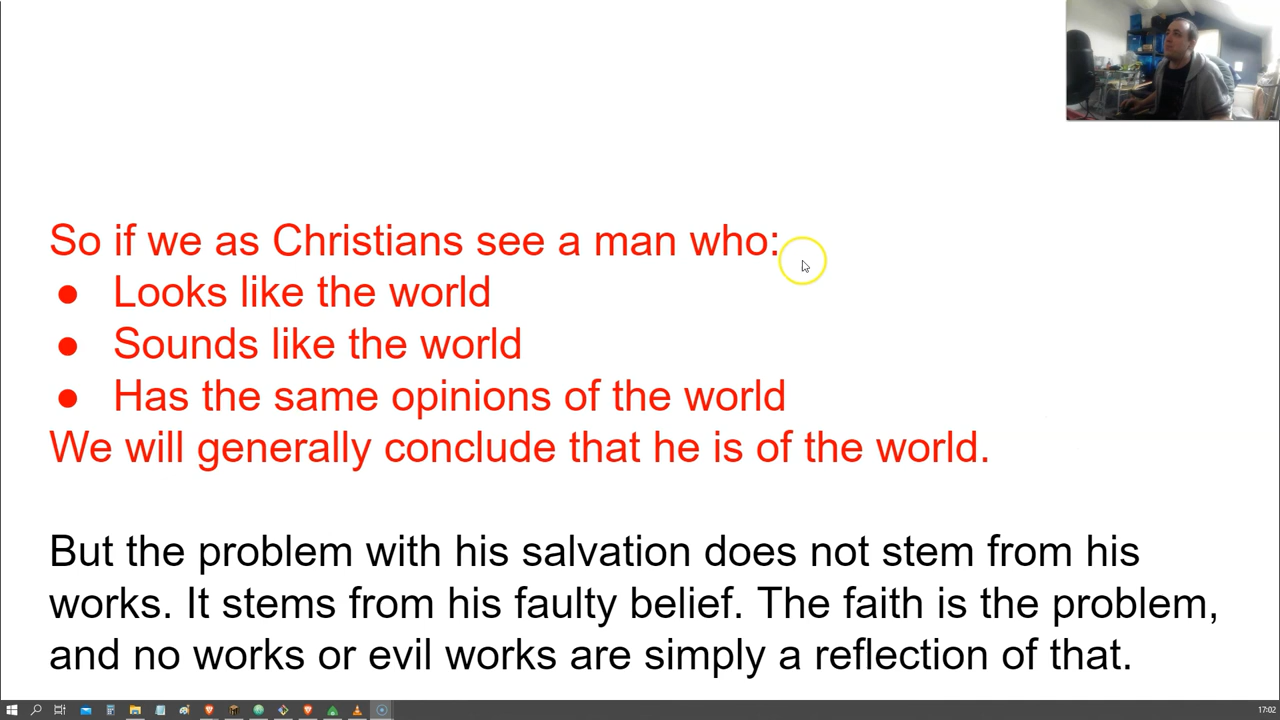 So if we as Christians see a man who:
● Looks like the world
● Sounds like the world
● Has the same opinions of the world
We will generally conclude that he is of the world.
But the problem with his salvation does not stem from his
works. It stems from his faulty belief. The faith is the problem,
and no works or evil works are simply a reflection of that.
17:02